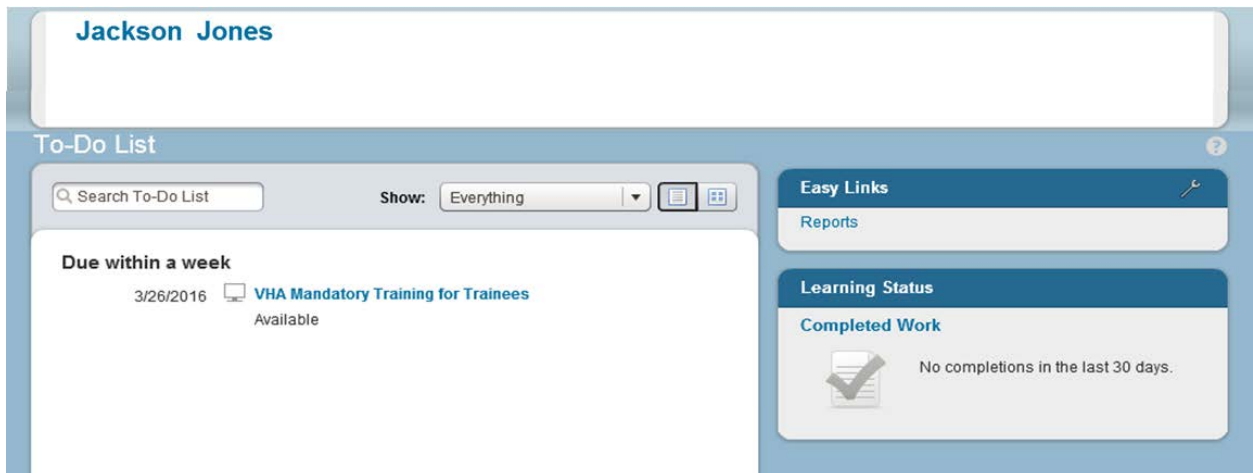 Jackson Jones
To-Do List
?
Search To-Do List
Show: Everything
Due within a week
3/26/2016 VHA Mandatory Training for Trainees
Available
Easy Links
Reports
Learning Status
Completed Work
No completions in the last 30 days.